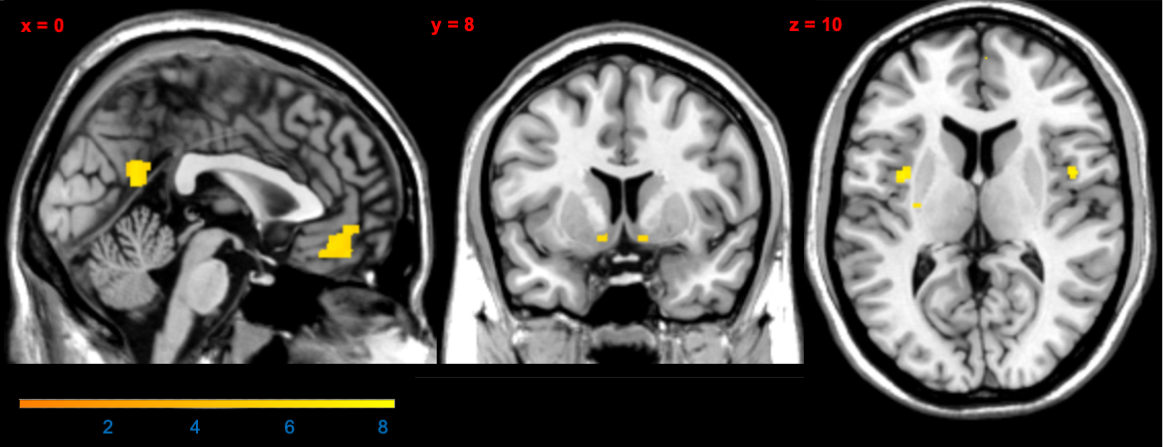 x = 0
y = 8
z = 10
2 4 6 8